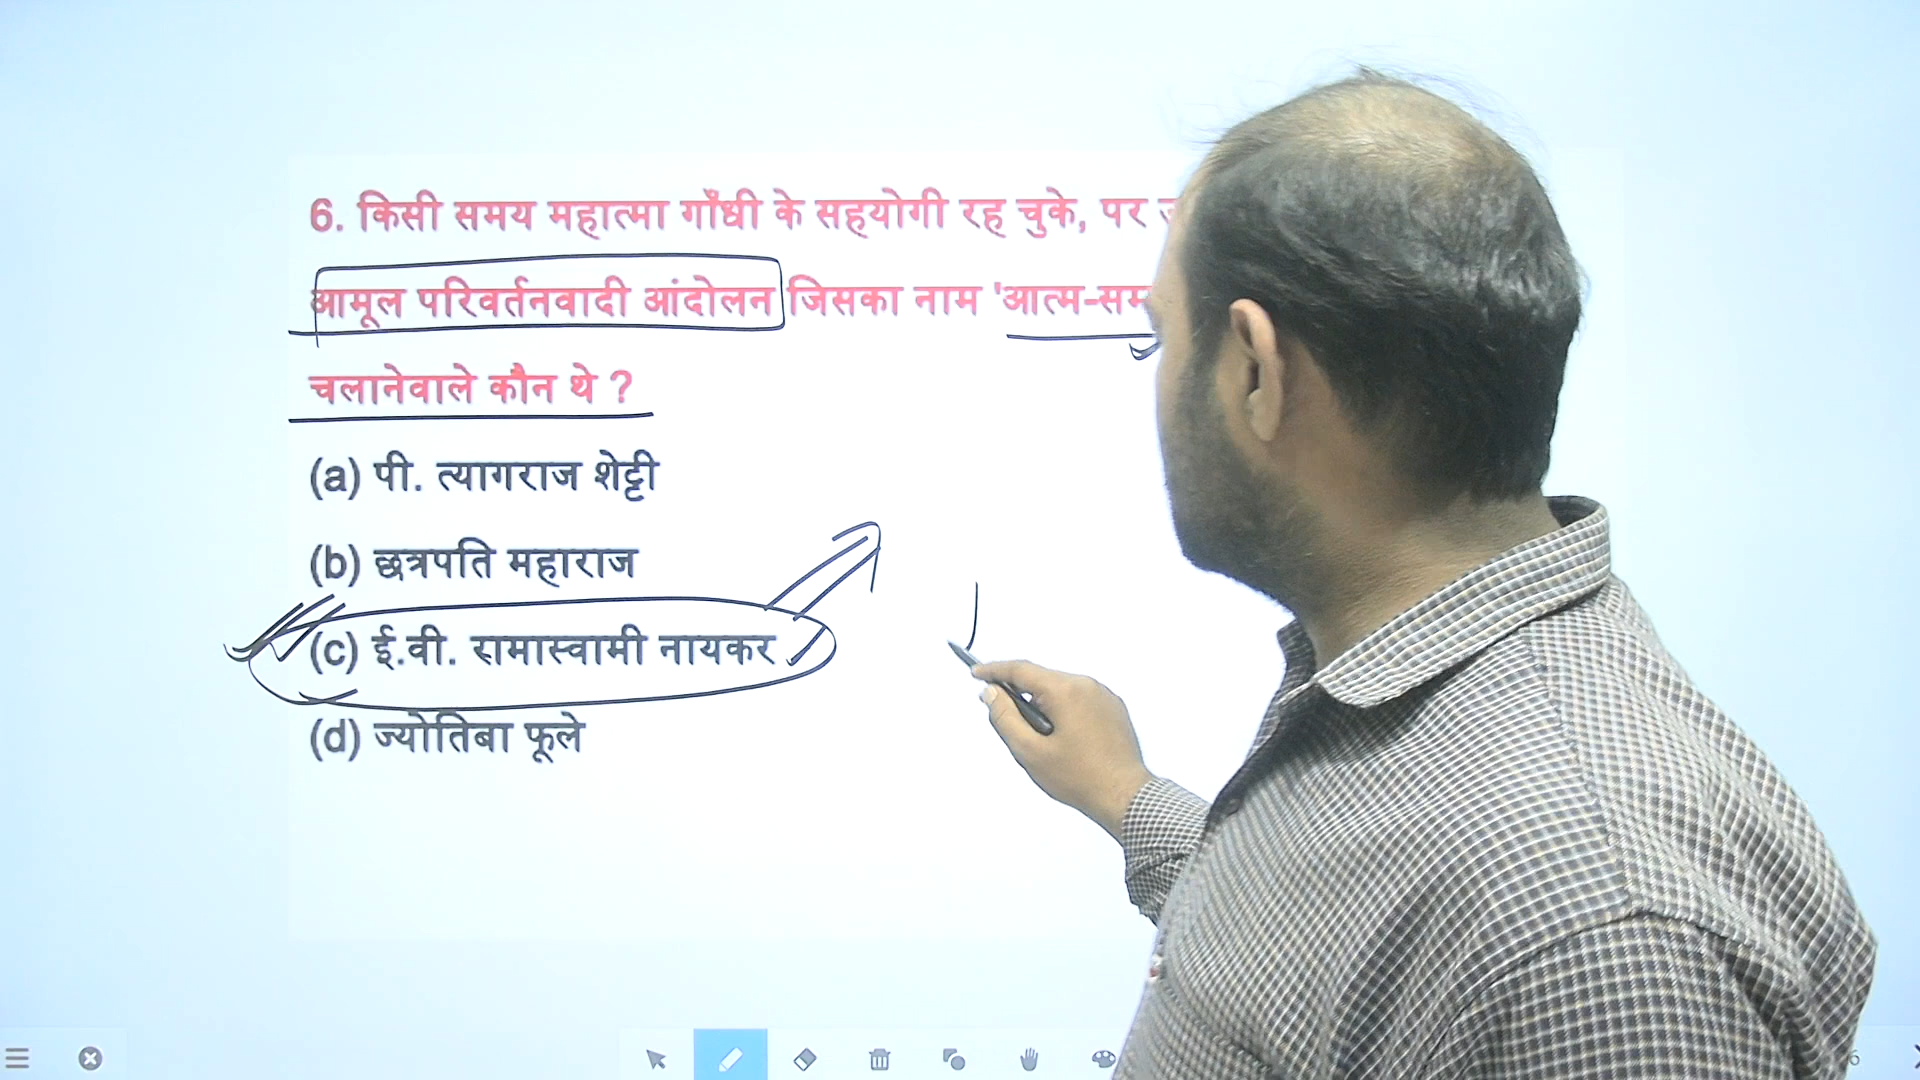 6. किसी समय महात्मा गाँधी के सहयोगी रह चुके, पर
आमूल परिवर्तनवादी आंदोलन जिसका नाम 'आत्म-सम
चलानेवाले कौन थे ?
(a) पी. त्यागराज शेट्टी
(b) छत्रपति महाराज
(c) ई.वी. रामास्वामी नायकर
(d) ज्योतिबा फूले
6